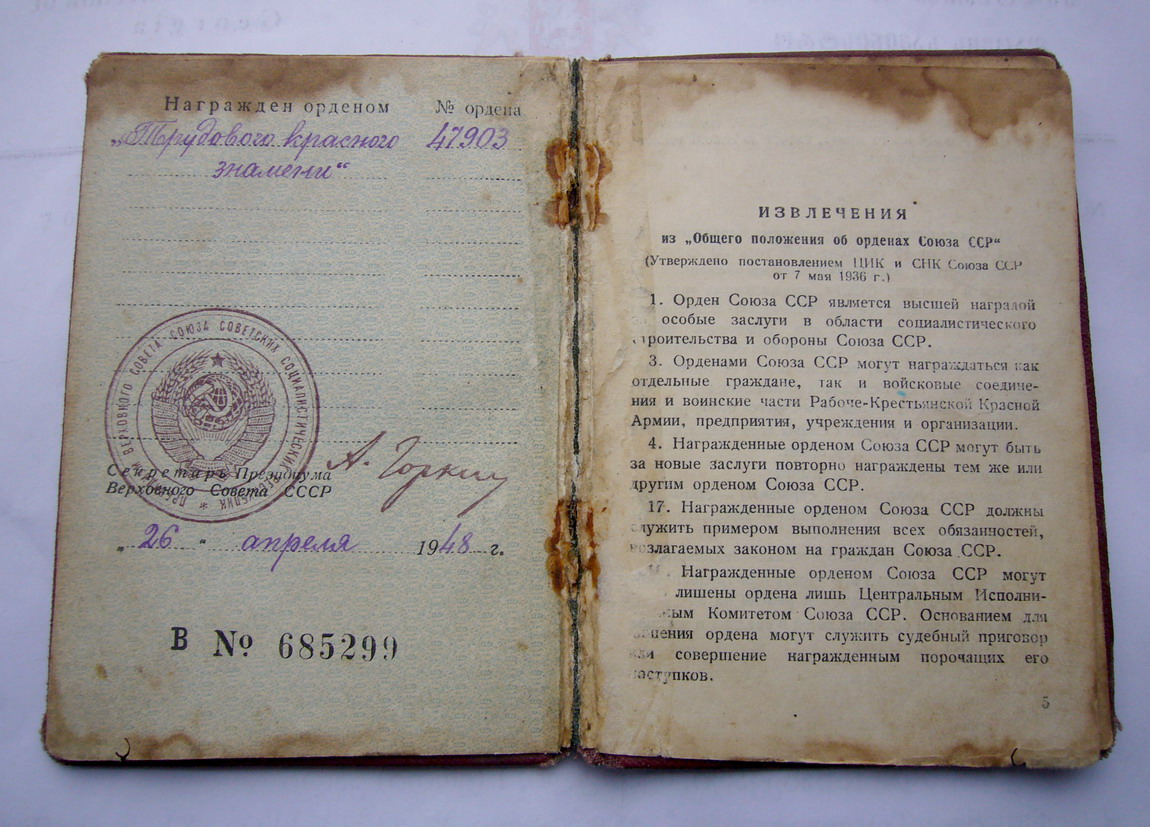 Награжден орденом № ордена
„Трудового красного 47903
знамени“
ВЕРХОВНОГО СОВЕТА СОЮЗА СОВЕТСКИХ СОЦИАЛИСТИЧЕСКИХ
Секретарь Президиума А. Горкин
Верховного Совета СССР
„ 26 “ апреля 1948 г.
В № 685299
ИЗВЛЕЧЕНИЯ
из „Общего положения об орденах Союза ССР“
(Утверждено постановлением ЦИК и СНК Союза ССР
от 7 мая 1936 г.)
1. Орден Союза ССР является высшей наградой
особые заслуги в области социалистического
строительства и обороны Союза ССР.
3. Орденами Союза ССР могут награждаться как
отдельные граждане, так и войсковые соедине-
ния и воинские части Рабоче-Крестьянской Красной
Армии, предприятия, учреждения и организации.
4. Награжденные орденом Союза ССР могут быть
за новые заслуги повторно награждены тем же или
другим орденом Союза ССР.
17. Награжденные орденом Союза ССР должны
служить примером выполнения всех обязанностей,
возлагаемых законом на граждан Союза ССР.
Награжденные орденом Союза ССР могут
лишены ордена лишь Центральным Исполни-
Комитетом Союза ССР. Основанием для
ордена могут служить судебный приговор
или совершение награжденным порочащих его
поступков.
5